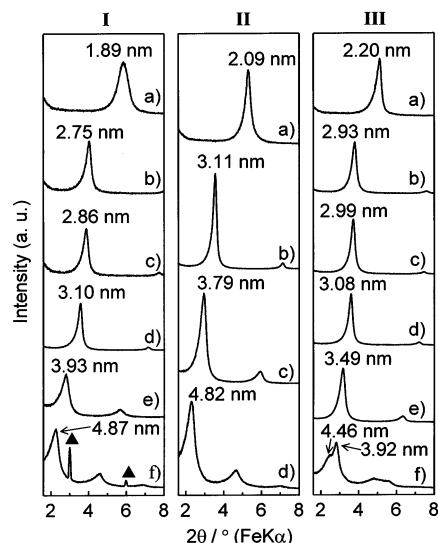 I II III
1.89 nm
a)
2.75 nm
b)
2.86 nm
c)
3.10 nm
d)
3.93 nm
e)
4.87 nm
f)
2 4 6 8
2.09 nm
a)
3.11 nm
b)
3.79 nm
c)
4.82 nm
d)
2 4 6 8
2.20 nm
a)
2.93 nm
b)
2.99 nm
c)
3.08 nm
d)
3.49 nm
e)
4.46 nm
3.92 nm
f)
2 4 6 8
Intensity (a. u.)
2θ / ° (FeKα)